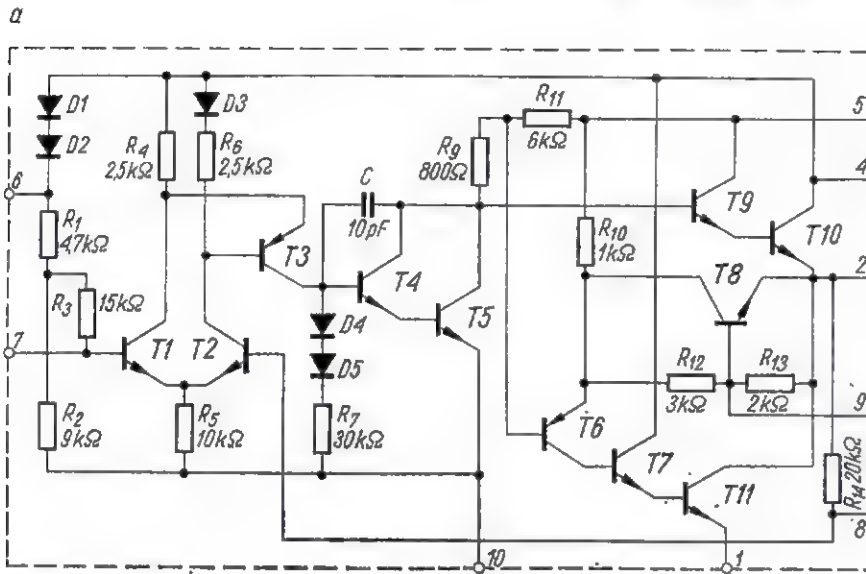 a
D1
D2
D3
R4
2,5kΩ
R6
2,5kΩ
6
R1
4,7kΩ
R3
15kΩ
7
R2
9kΩ
T1
T2
R5
10kΩ
T3
C
10pF
D4
D5
R7
30kΩ
T4
T5
R9
800Ω
R11
6kΩ
R10
1kΩ
T6
T7
T11
T8
R12
3kΩ
R13
2kΩ
T9
T10
5
4
2
9
R14 20kΩ
8
10
1